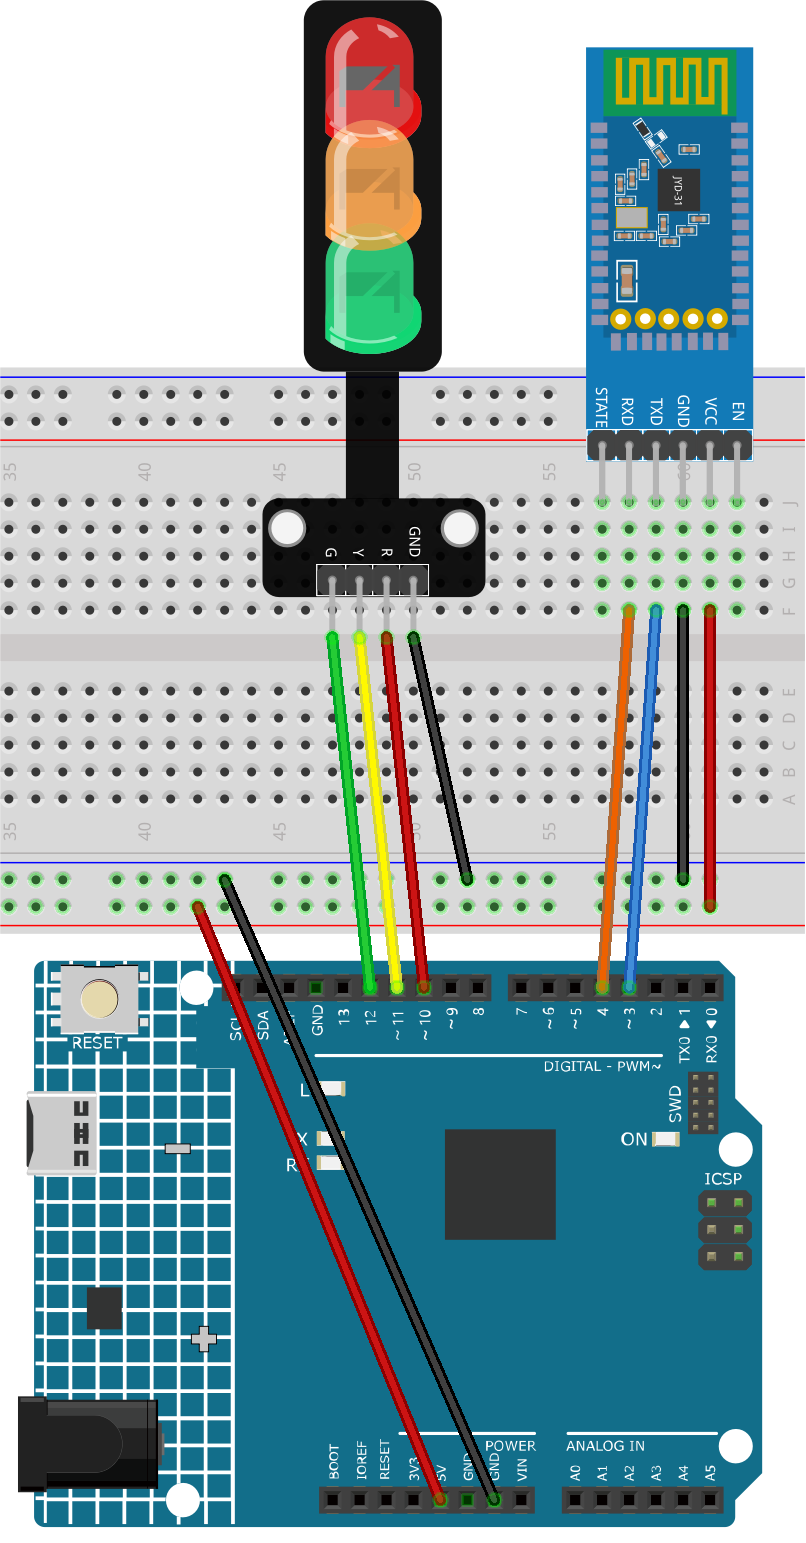 JYD-31
STATE
RXD
TXD
GND
VCC
EN
35
40
45
50
55
60
J
I
H
G
F
G
Y
R
GND
E
D
C
B
A
35
40
45
50
55
RESET
SCL
SDA
GND
13
12
~11
~10
~9
8
7
~6
~5
4
~3
2
TX0 ▶ 1
RX0 ◀ 0
DIGITAL - PWM~
L
X
R
ON
SWD
ICSP
BOOT
IOREF
RESET
3V3
5V
GND
GND
VIN
POWER
ANALOG IN
A0
A1
A2
A3
A4
A5